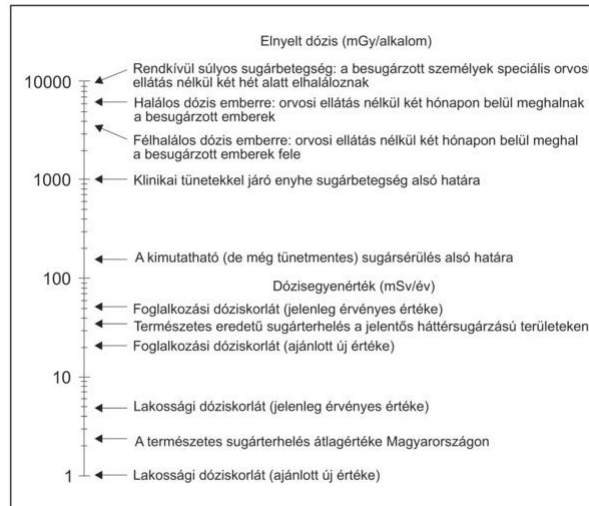 Elnyelt dózis (mGy/alkalom)
10000
Rendkívül súlyos sugárbetegség: a besugárzott személyek speciális orvosi
ellátás nélkül két hét alatt elhaláloznak
Halálos dózis emberre: orvosi ellátás nélkül két hónapon belül meghalnak
a besugárzott emberek
Félhalálos dózis emberre: orvosi ellátás nélkül két hónapon belül meghal
a besugárzott emberek fele
1000
Klinikai tünetekkel járó enyhe sugárbetegség alsó határa
A kimutatható (de még tünetmentes) sugársérülés alsó határa
100
Dózisegyenérték (mSv/év)
Foglalkozási dóziskorlát (jelenleg érvényes értéke)
Természetes eredetű sugárterhelés a jelentős háttérsugárzású területeken
Foglalkozási dóziskorlát (ajánlott új értéke)
10
Lakossági dóziskorlát (jelenleg érvényes értéke)
A természetes sugárterhelés átlagértéke Magyarországon
1
Lakossági dóziskorlát (ajánlott új értéke)